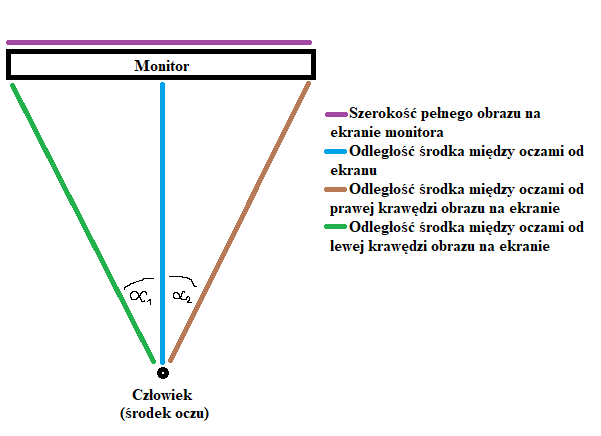 Monitor
Szerokość pełnego obrazu na
ekranie monitora
Odległość środka między oczami od
ekranu
Odległość środka między oczami od
prawej krawędzi obrazu na ekranie
Odległość środka między oczami od
lewej krawędzi obrazu na ekranie
α₁ α₂
Człowiek
(środek oczu)